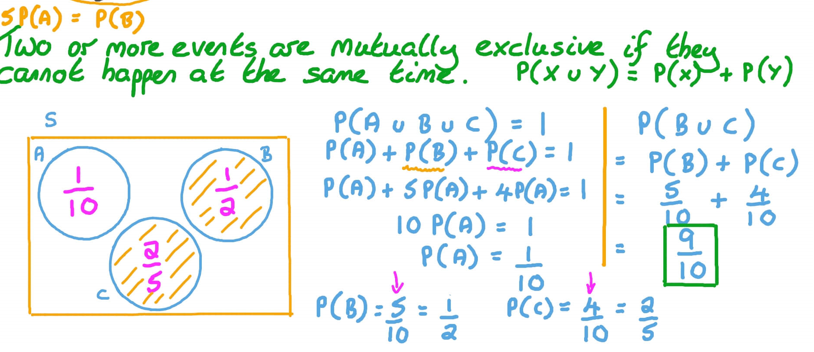 5P(A) = P(B)
Two or more events are mutually exclusive if they
cannot happen at the same time. P(X ∪ Y) = P(X) + P(Y)
S
A
1/10
B
1/2
C
2/5
P(A ∪ B ∪ C) = 1
P(A) + P(B) + P(C) = 1
P(A) + 5P(A) + 4P(A) = 1
10 P(A) = 1
P(A) = 1/10
P(B) = 5/10 = 1/2
P(C) = 4/10 = 2/5
P(B ∪ C)
= P(B) + P(C)
= 5/10 + 4/10
= 9/10